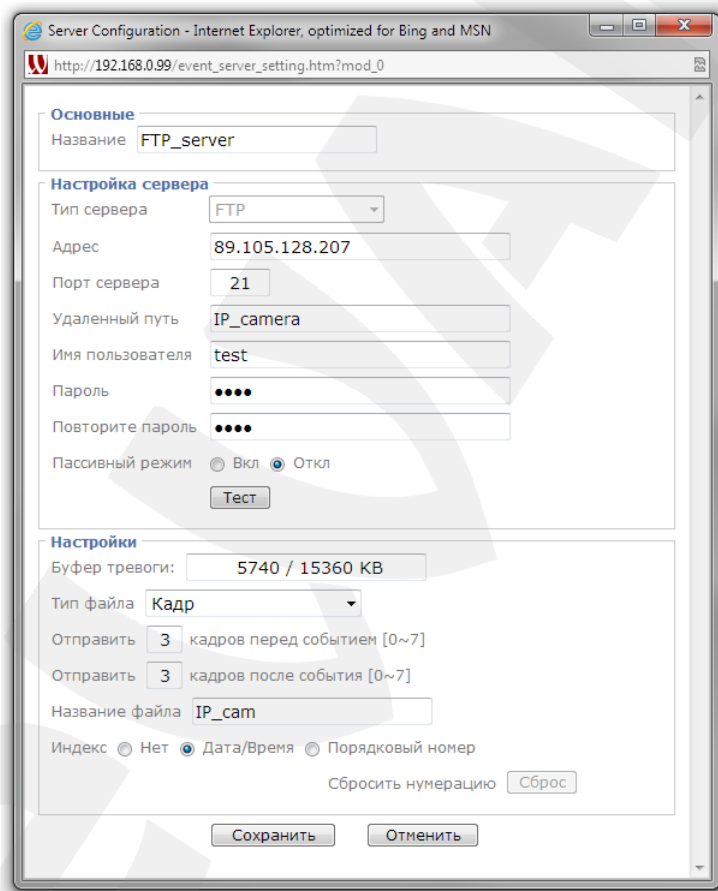 Server Configuration - Internet Explorer, optimized for Bing and MSN
http://192.168.0.99/event_server_setting.htm?mod_0
Основные
Название FTP_server
Настройка сервера
Тип сервера FTP
Адрес 89.105.128.207
Порт сервера 21
Удаленный путь IP_camera
Имя пользователя test
Пароль ••••
Повторите пароль ••••
Пассивный режим Вкл Откл
Тест
Настройки
Буфер тревоги: 5740 / 15360 KB
Тип файла Кадр
Отправить 3 кадров перед событием [0~7]
Отправить 3 кадров после события [0~7]
Название файла IP_cam
Индекс Нет Дата/Время Порядковый номер
Сбросить нумерацию Сброс
Сохранить Отменить